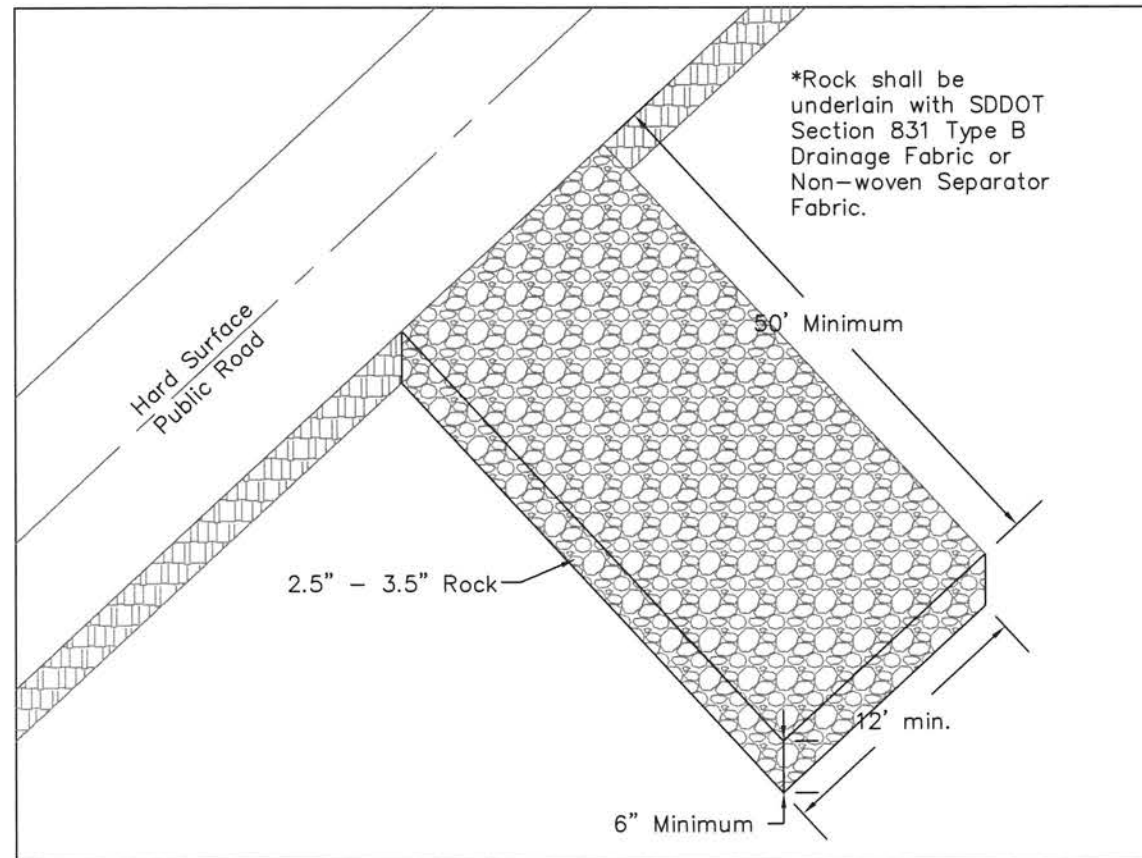 *Rock shall be
underlain with SDDOT
Section 831 Type B
Drainage Fabric or
Non-woven Separator
Fabric.
50' Minimum
Hard Surface
Public Road
2.5" - 3.5" Rock
12' min.
6" Minimum